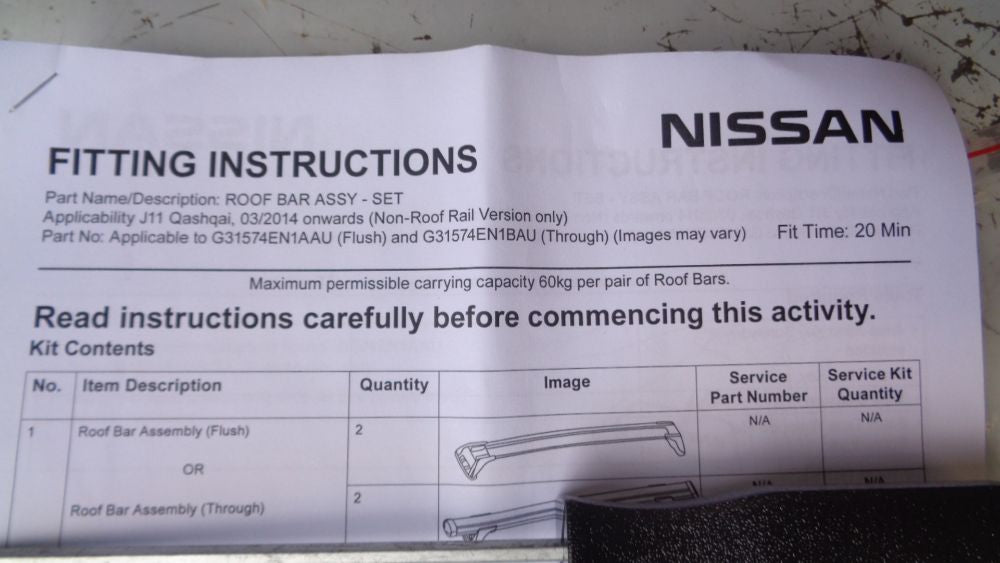 NISSAN
FITTING INSTRUCTIONS
Part Name/Description: ROOF BAR ASSY - SET
Applicability J11 Qashqai, 03/2014 onwards (Non-Roof Rail Version only)
Part No: Applicable to G31574EN1AAU (Flush) and G31574EN1BAU (Through) (Images may vary) Fit Time: 20 Min
Maximum permissible carrying capacity 60kg per pair of Roof Bars.
Read instructions carefully before commencing this activity.
Kit Contents
No. Item Description Quantity Image Service Part Number Service Kit Quantity
1 Roof Bar Assembly (Flush) 2 N/A N/A
OR
Roof Bar Assembly (Through) 2 N/A N/A